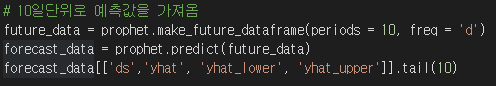 # 10일단위로 예측값을 가져옴
future_data = prophet.make_future_dataframe(periods = 10, freq = 'd')
forecast_data = prophet.predict(future_data)
forecast_data[['ds','yhat', 'yhat_lower', 'yhat_upper']].tail(10)